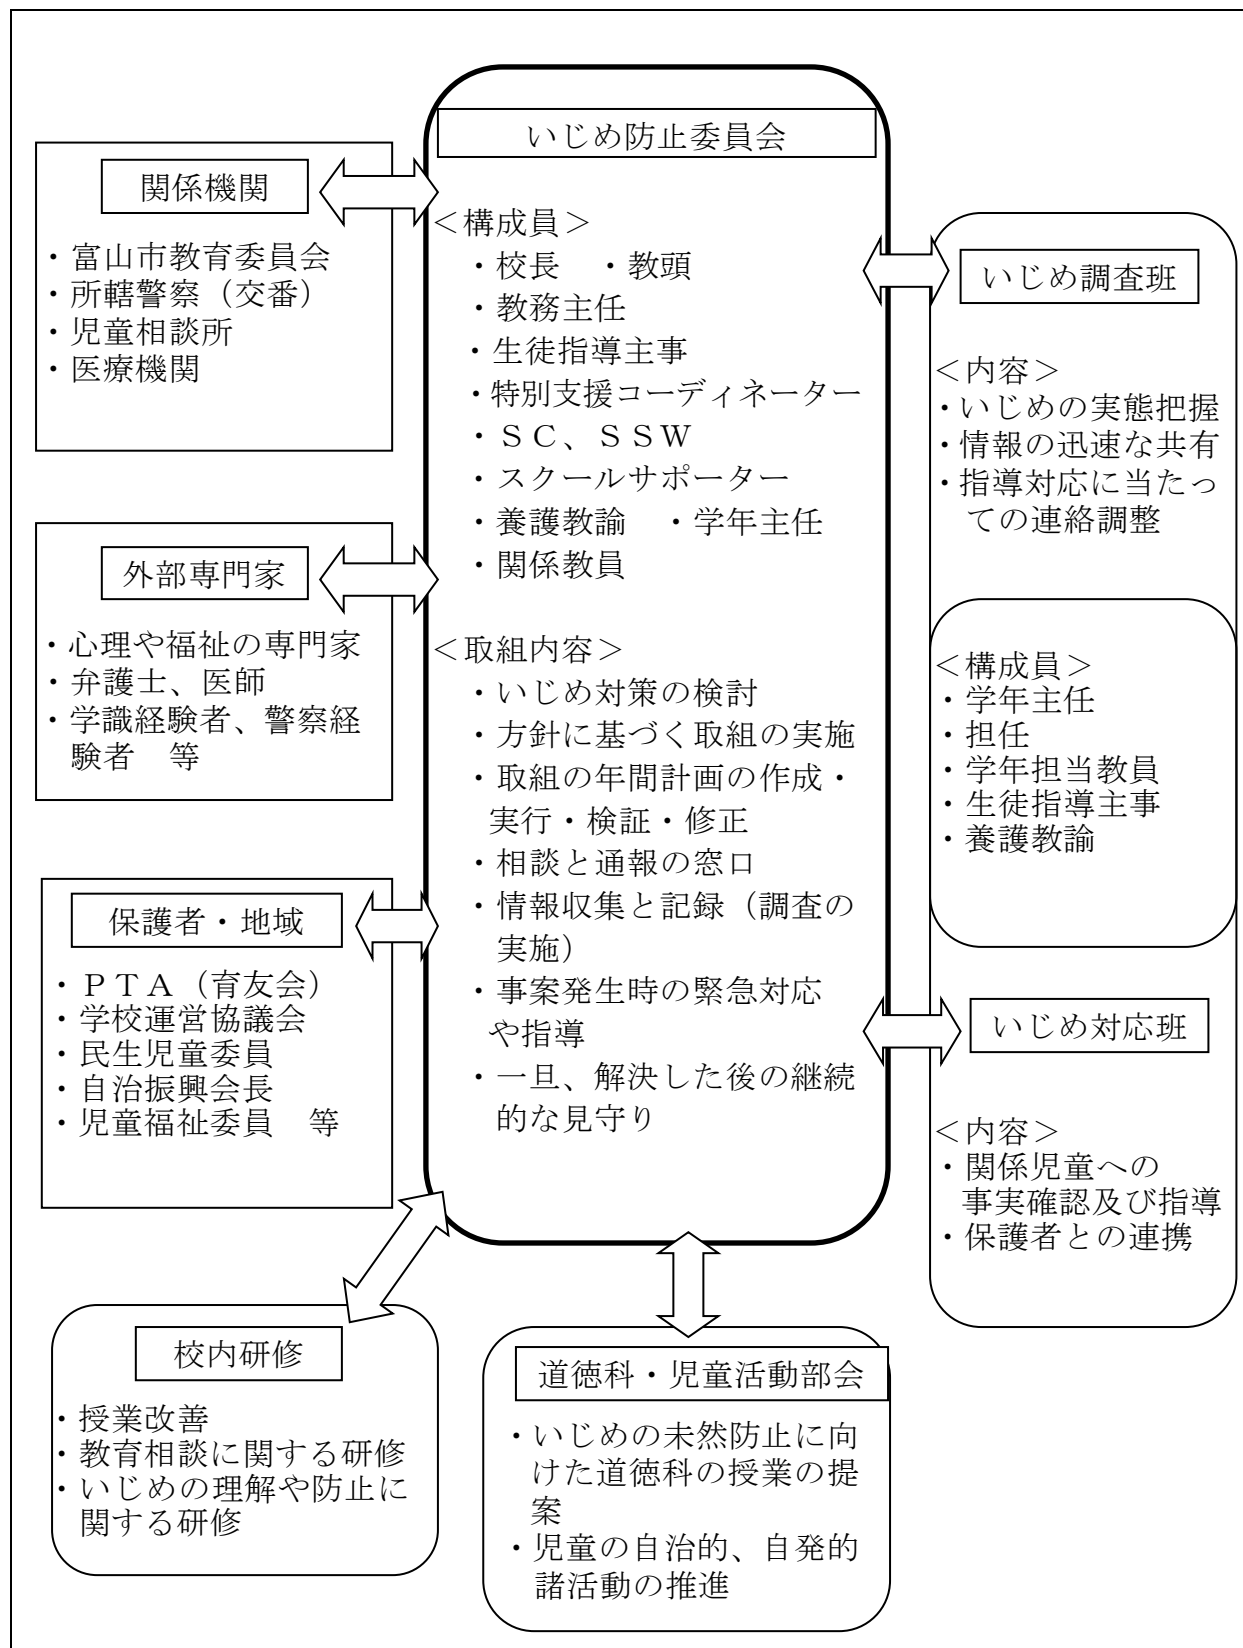 いじめ防止委員会
＜構成員＞
・校長　・教頭
・教務主任
・生徒指導主事
・特別支援コーディネーター
・ＳＣ、ＳＳＷ
・スクールサポーター
・養護教諭　・学年主任
・関係教員
＜取組内容＞
・いじめ対策の検討
・方針に基づく取組の実施
・取組の年間計画の作成・
実行・検証・修正
・相談と通報の窓口
・情報収集と記録（調査の
実施）
・事案発生時の緊急対応
や指導
・一旦、解決した後の継続
的な見守り
関係機関
・富山市教育委員会
・所轄警察（交番）
・児童相談所
・医療機関
外部専門家
・心理や福祉の専門家
・弁護士、医師
・学識経験者、警察経
験者　等
保護者・地域
・ＰＴＡ（育友会）
・学校運営協議会
・民生児童委員
・自治振興会長
・児童福祉委員　等
いじめ調査班
＜内容＞
・いじめの実態把握
・情報の迅速な共有
・指導対応に当たっ
ての連絡調整
＜構成員＞
・学年主任
・担任
・学年担当教員
・生徒指導主事
・養護教諭
いじめ対応班
＜内容＞
・関係児童への
事実確認及び指導
・保護者との連携
校内研修
・授業改善
・教育相談に関する研修
・いじめの理解や防止に
関する研修
道徳科・児童活動部会
・いじめの未然防止に向
けた道徳科の授業の提
案
・児童の自治的、自発的
諸活動の推進